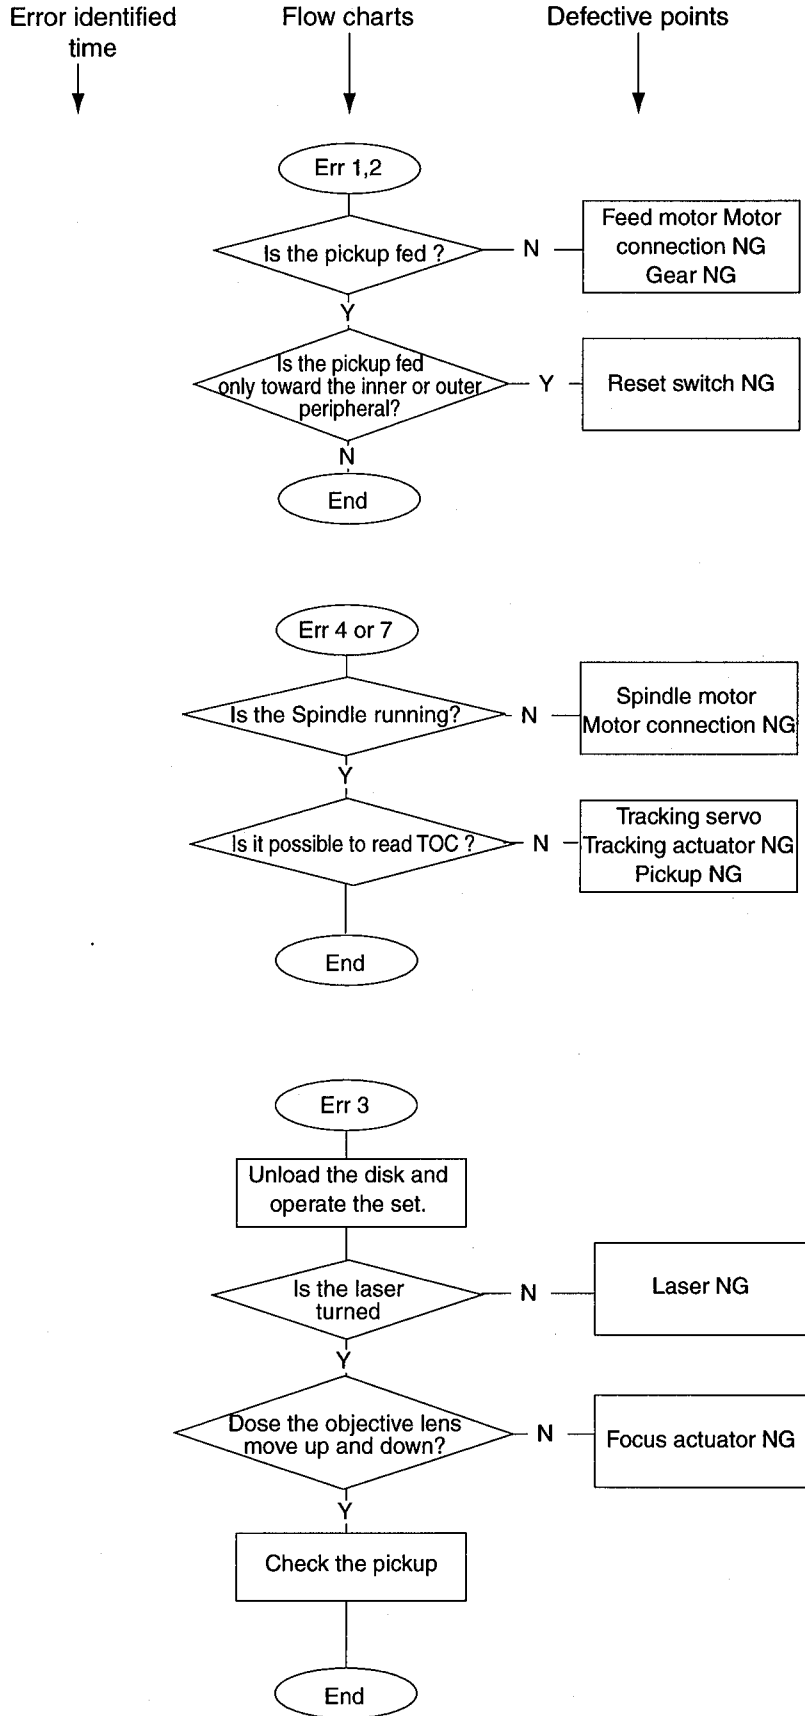 Error identified
time
Flow charts
Defective points
Err 1,2
Is the pickup fed ?
N
Feed motor Motor
connection NG
Gear NG
Y
Is the pickup fed
only toward the inner or outer
peripheral?
Y
Reset switch NG
N
End
Err 4 or 7
Is the Spindle running?
N
Spindle motor
Motor connection NG
Y
Is it possible to read TOC ?
N
Tracking servo
Tracking actuator NG
Pickup NG
End
Err 3
Unload the disk and
operate the set.
Is the laser
turned
N
Laser NG
Y
Dose the objective lens
move up and down?
N
Focus actuator NG
Y
Check the pickup
End